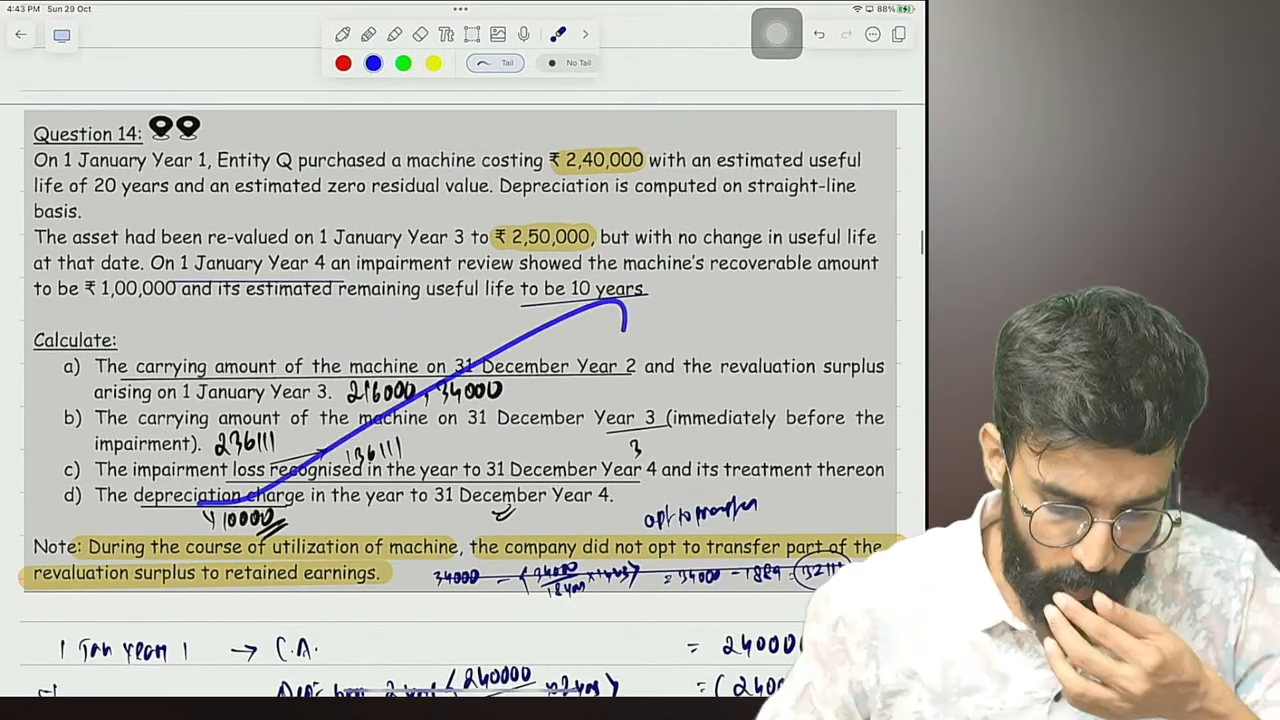 4:43 PM Sun 29 Oct
88%
Tail
No Tail
Question 14:
On 1 January Year 1, Entity Q purchased a machine costing ₹ 2,40,000 with an estimated useful
life of 20 years and an estimated zero residual value. Depreciation is computed on straight-line
basis.
The asset had been re-valued on 1 January Year 3 to ₹ 2,50,000, but with no change in useful life
at that date. On 1 January Year 4 an impairment review showed the machine's recoverable amount
to be ₹ 1,00,000 and its estimated remaining useful life to be 10 years.
Calculate:
a) The carrying amount of the machine on 31 December Year 2 and the revaluation surplus
arising on 1 January Year 3. 216000, 34000
b) The carrying amount of the machine on 31 December Year 3 (immediately before the
impairment). 236111
136111 3
c) The impairment loss recognised in the year to 31 December Year 4 and its treatment thereon
d) The depreciation charge in the year to 31 December Year 4.
10000
opt to transfer
Note: During the course of utilization of machine, the company did not opt to transfer part of the
revaluation surplus to retained earnings.
34000 - (34000/18 yrs × 1 yrs) = 34000 - 1889 = 32111
1 Jan Year 1 → C.A. = 240000
240000